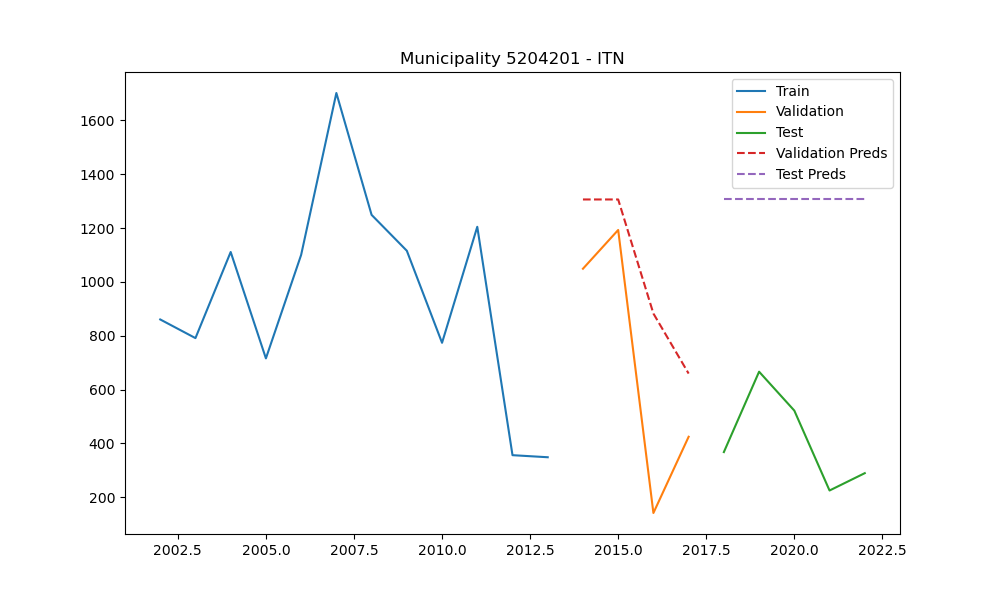 Municipality 5204201 - ITN
Train
Validation
Test
Validation Preds
Test Preds
1600
1400
1200
1000
800
600
400
200
2002.5 2005.0 2007.5 2010.0 2012.5 2015.0 2017.5 2020.0 2022.5